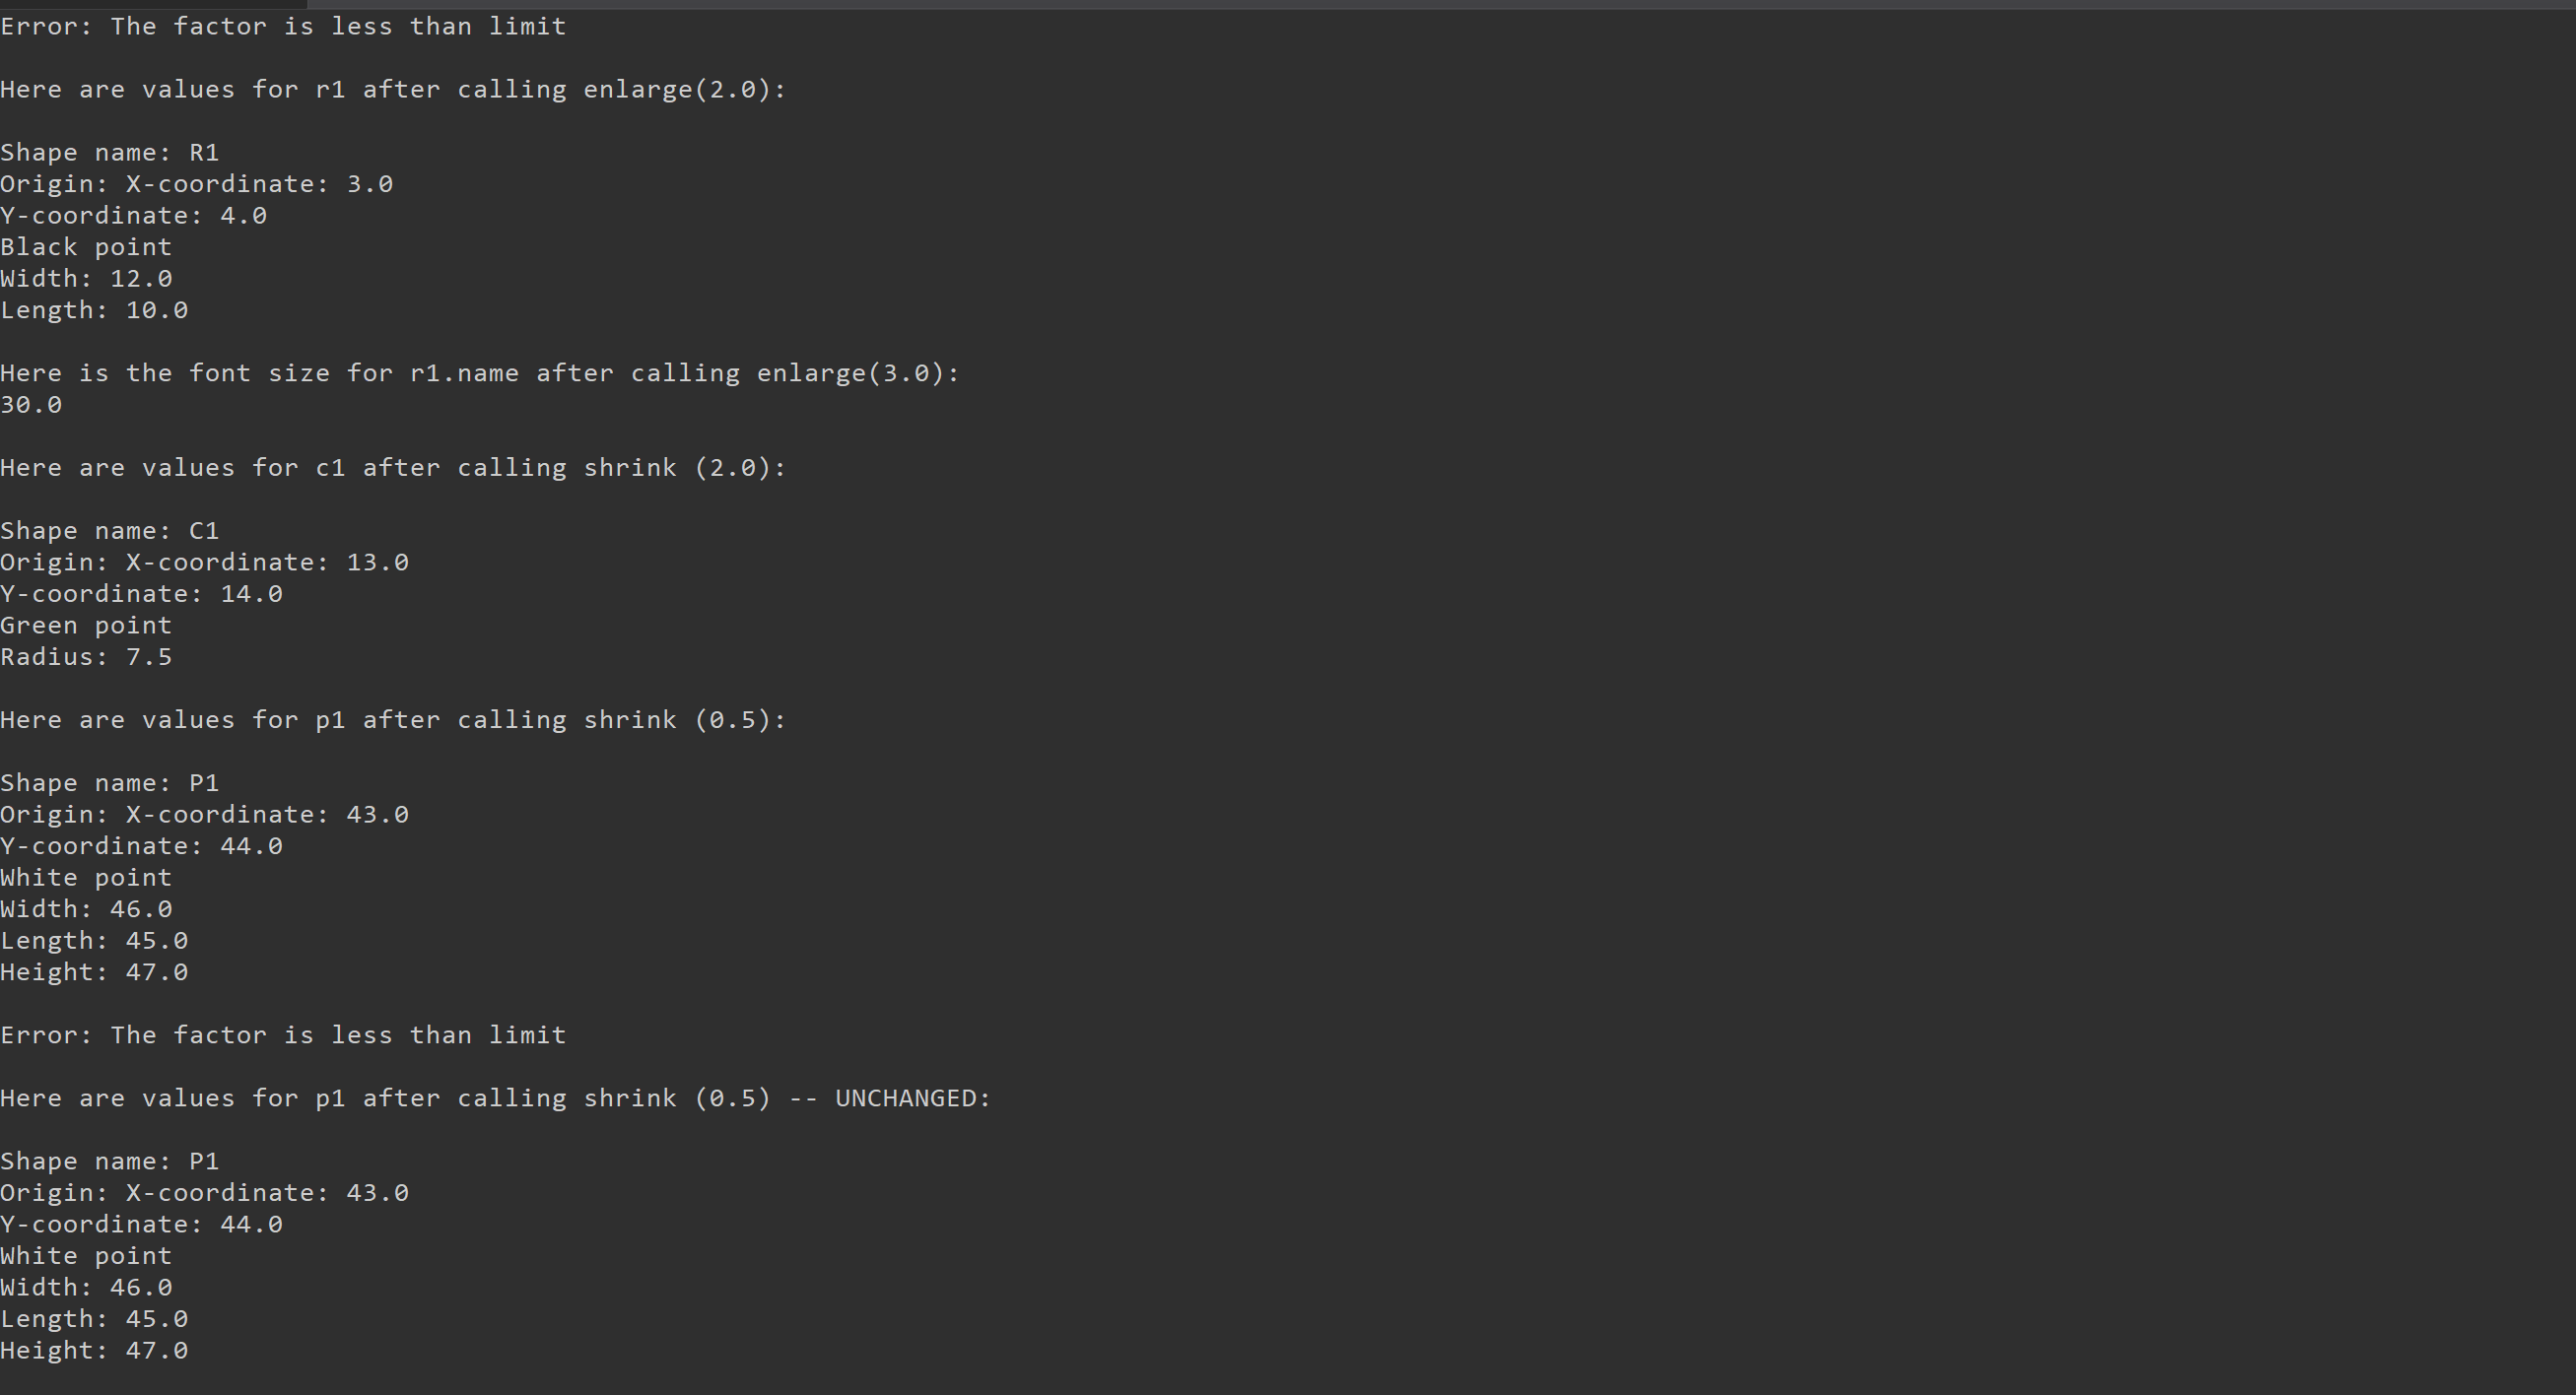 Error: The factor is less than limit
Here are values for r1 after calling enlarge(2.0):
Shape name: R1
Origin: X-coordinate: 3.0
Y-coordinate: 4.0
Black point
Width: 12.0
Length: 10.0
Here is the font size for r1.name after calling enlarge(3.0):
30.0
Here are values for c1 after calling shrink (2.0):
Shape name: C1
Origin: X-coordinate: 13.0
Y-coordinate: 14.0
Green point
Radius: 7.5
Here are values for p1 after calling shrink (0.5):
Shape name: P1
Origin: X-coordinate: 43.0
Y-coordinate: 44.0
White point
Width: 46.0
Length: 45.0
Height: 47.0
Error: The factor is less than limit
Here are values for p1 after calling shrink (0.5) -- UNCHANGED:
Shape name: P1
Origin: X-coordinate: 43.0
Y-coordinate: 44.0
White point
Width: 46.0
Length: 45.0
Height: 47.0